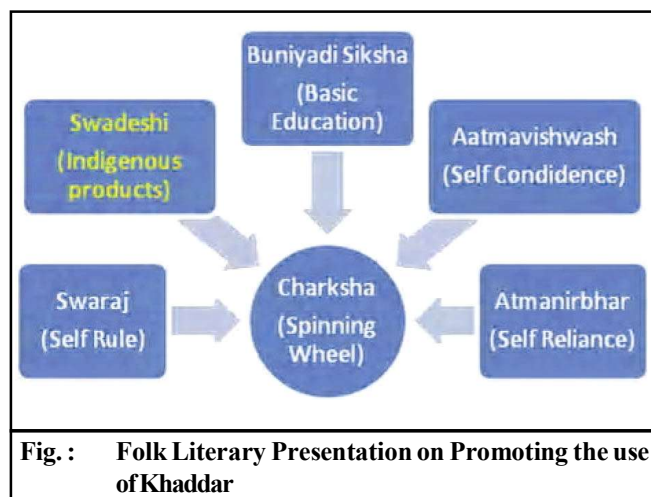 Buniyadi Siksha
(Basic
Education)
Swadeshi
(Indigenous
products)
Aatmavishwash
(Self Condidence)
Swaraj
(Self Rule)
Charksha
(Spinning
Wheel)
Atmanirbhar
(Self Reliance)
Fig. : Folk Literary Presentation on Promoting the use
of Khaddar